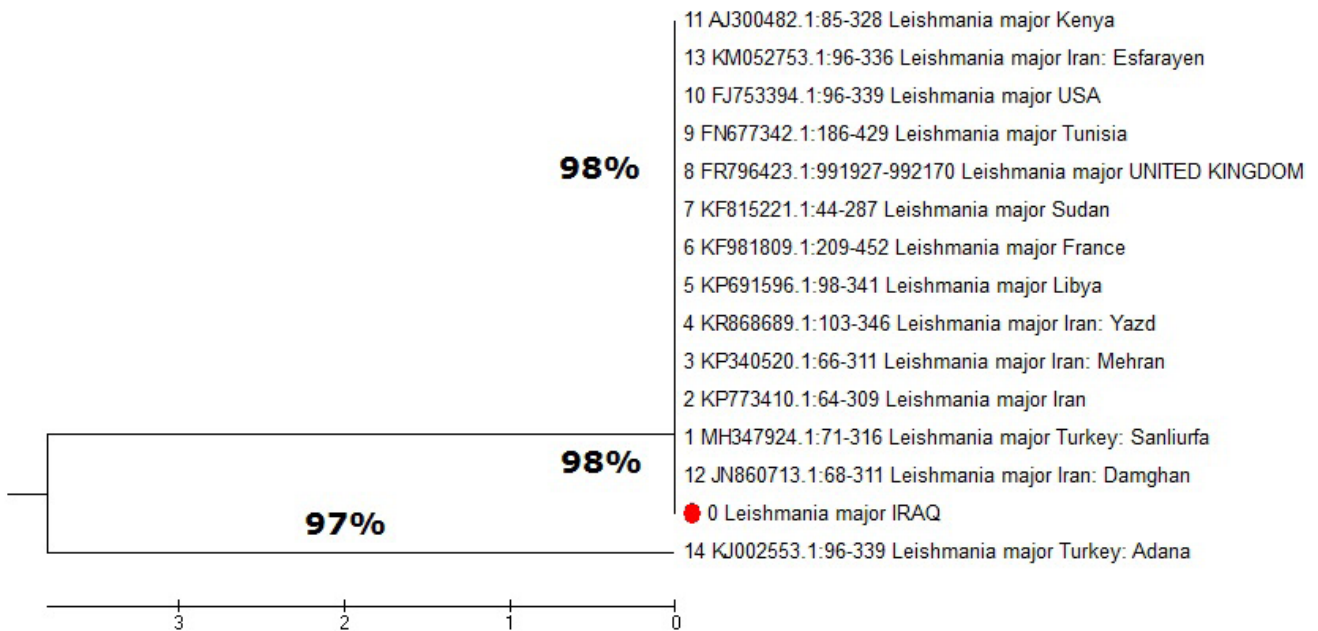 11 AJ300482.1:85-328 Leishmania major Kenya
13 KM052753.1:96-336 Leishmania major Iran: Esfarayen
10 FJ753394.1:96-339 Leishmania major USA
9 FN677342.1:186-429 Leishmania major Tunisia
98%
8 FR796423.1:991927-992170 Leishmania major UNITED KINGDOM
7 KF815221.1:44-287 Leishmania major Sudan
6 KF981809.1:209-452 Leishmania major France
5 KP691596.1:98-341 Leishmania major Libya
4 KR868689.1:103-346 Leishmania major Iran: Yazd
3 KP340520.1:66-311 Leishmania major Iran: Mehran
2 KP773410.1:64-309 Leishmania major Iran
1 MH347924.1:71-316 Leishmania major Turkey: Sanliurfa
98%
12 JN860713.1:68-311 Leishmania major Iran: Damghan
0 Leishmania major IRAQ
97%
14 KJ002553.1:96-339 Leishmania major Turkey: Adana
3 2 1 0